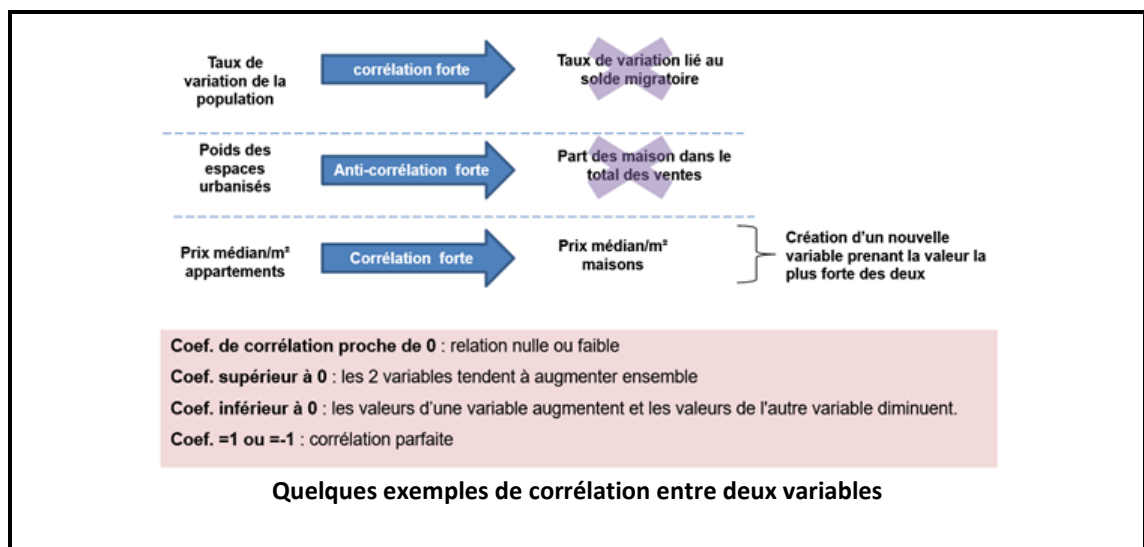 Taux de
variation de la
population
corrélation forte
Taux de variation lié au
solde migratoire
Poids des
espaces
urbanisés
Anti-corrélation forte
Part des maison dans le
total des ventes
Prix médian/m²
appartements
Corrélation forte
Prix médian/m²
maisons
Création d'un nouvelle
variable prenant la valeur la
plus forte des deux
Coef. de corrélation proche de 0 : relation nulle ou faible
Coef. supérieur à 0 : les 2 variables tendent à augmenter ensemble
Coef. inférieur à 0 : les valeurs d'une variable augmentent et les valeurs de l'autre variable diminuent.
Coef. =1 ou =-1 : corrélation parfaite
Quelques exemples de corrélation entre deux variables